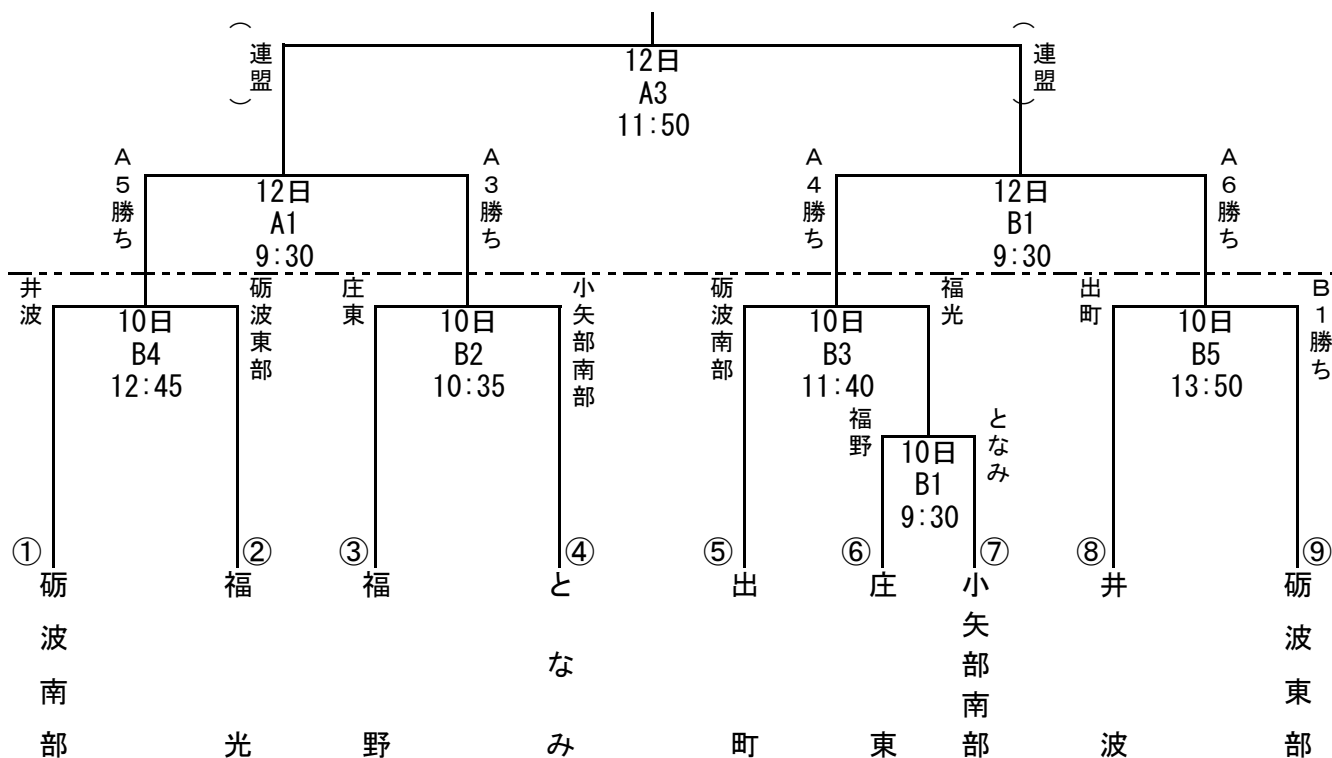 （連盟）
（連盟）
12日
A3
11:50
Ａ５勝ち
Ａ３勝ち
Ａ４勝ち
Ａ６勝ち
12日
A1
9:30
12日
B1
9:30
井波
砺波東部
庄東
小矢部南部
砺波南部
福光
出町
Ｂ１勝ち
10日
B4
12:45
10日
B2
10:35
10日
B3
11:40
10日
B5
13:50
福野
となみ
10日
B1
9:30
①
②
③
④
⑤
⑥
⑦
⑧
⑨
砺波南部
福光
福野
となみ
出町
庄東
小矢部南部
井波
砺波東部